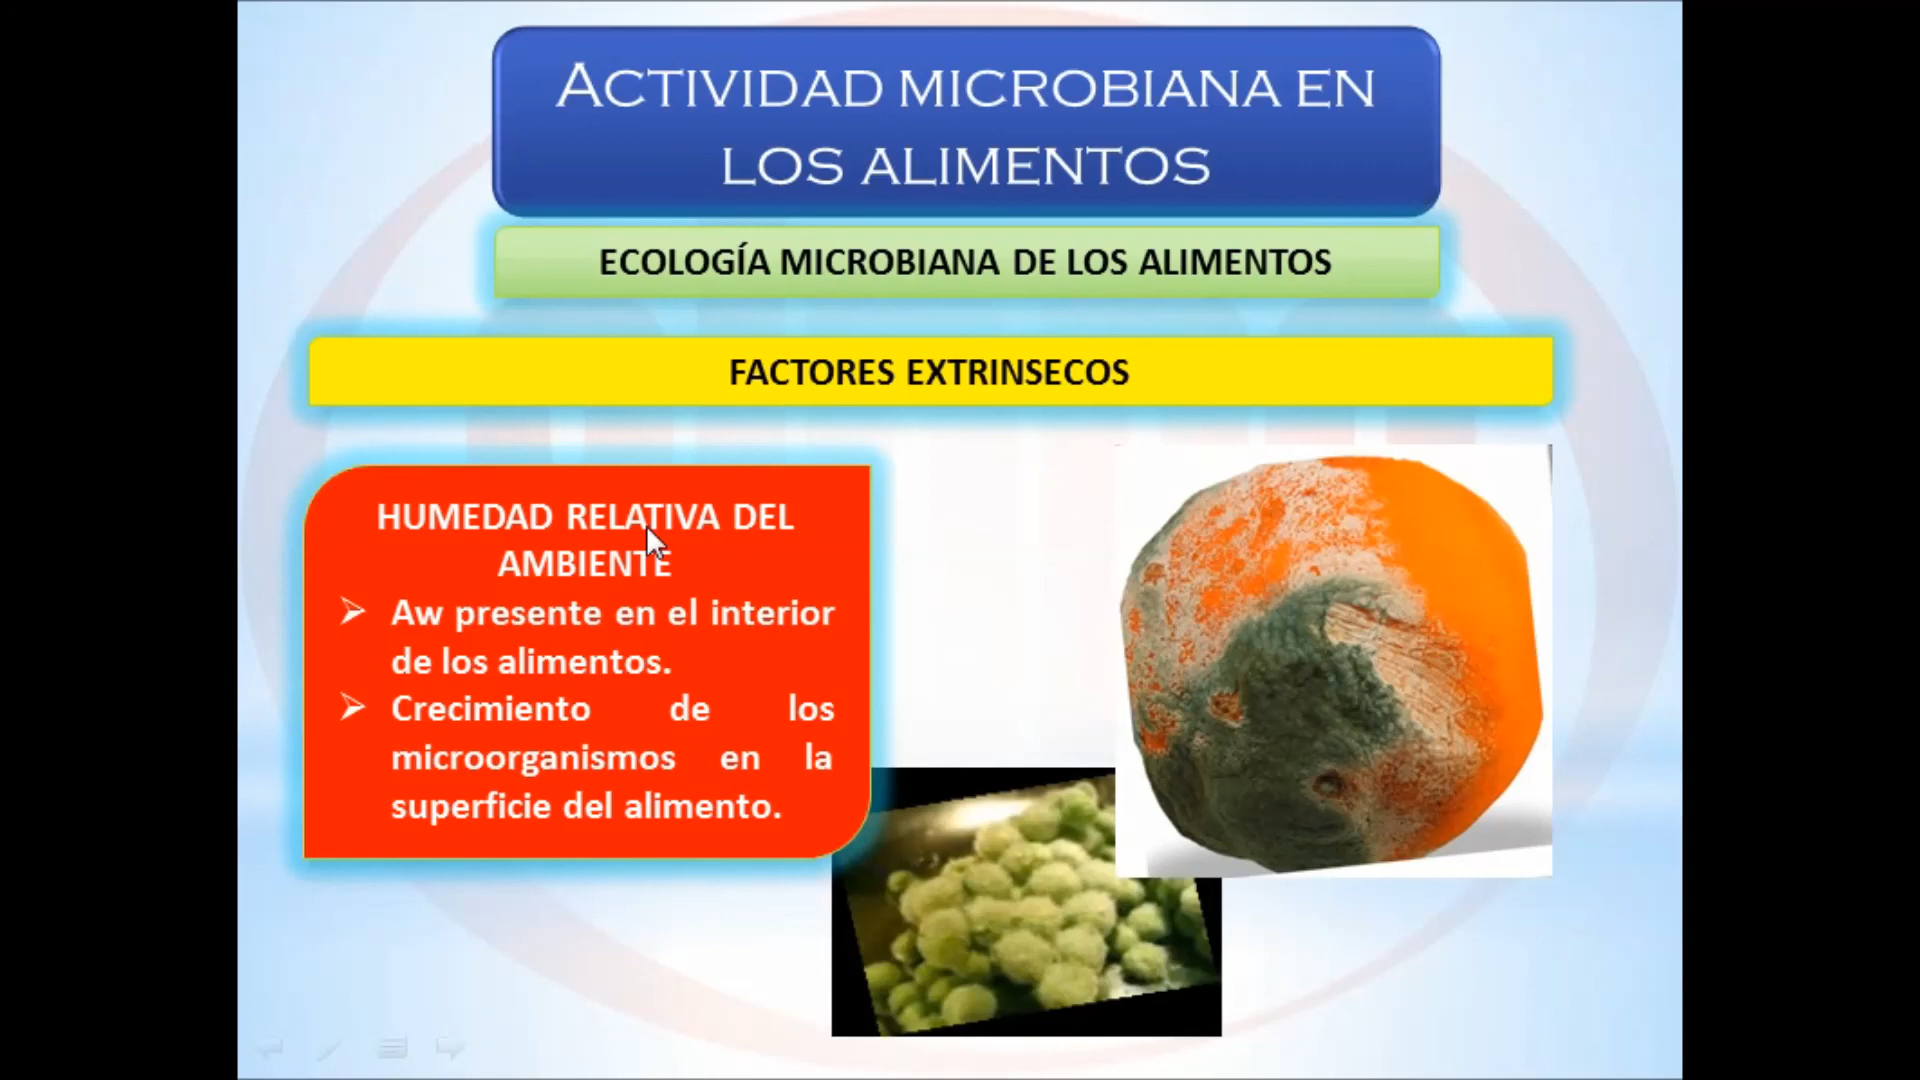 ACTIVIDAD MICROBIANA EN
LOS ALIMENTOS
ECOLOGÍA MICROBIANA DE LOS ALIMENTOS
FACTORES EXTRINSECOS
HUMEDAD RELATIVA DEL
AMBIENTE
➢ Aw presente en el interior
de los alimentos.
➢ Crecimiento de los
microorganismos en la
superficie del alimento.